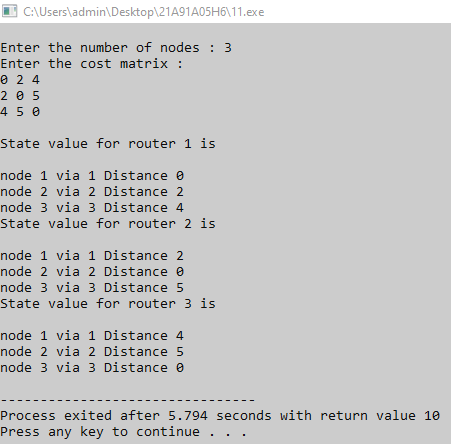 C:\Users\admin\Desktop\21A91A05H6\11.exe
Enter the number of nodes : 3
Enter the cost matrix :
0 2 4
2 0 5
4 5 0
State value for router 1 is
node 1 via 1 Distance 0
node 2 via 2 Distance 2
node 3 via 3 Distance 4
State value for router 2 is
node 1 via 1 Distance 2
node 2 via 2 Distance 0
node 3 via 3 Distance 5
State value for router 3 is
node 1 via 1 Distance 4
node 2 via 2 Distance 5
node 3 via 3 Distance 0
--------------------------------
Process exited after 5.794 seconds with return value 10
Press any key to continue . . .